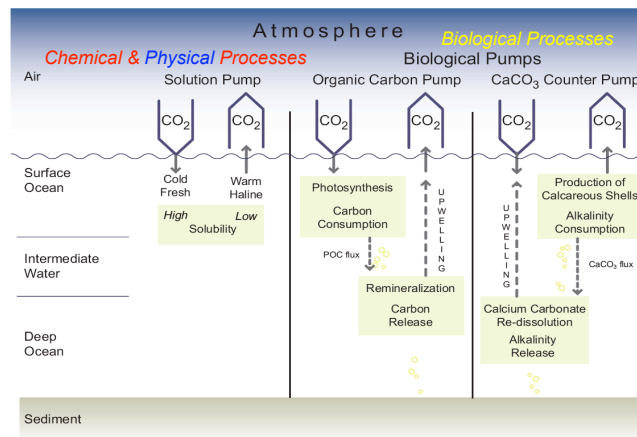 Atmosphere
Biological Processes
Chemical & Physical Processes
Biological Pumps
Air
Solution Pump
Organic Carbon Pump
CaCO₃ Counter Pump
CO₂
CO₂
CO₂
CO₂
CO₂
CO₂
Surface
Ocean
Cold
Fresh
Warm
Haline
High
Low
Solubility
Photosynthesis
Carbon
Consumption
UPWELLING
UPWELLING
Production of
Calcareous Shells
Alkalinity
Consumption
Intermediate
Water
POC flux
CaCO₃ flux
Remineralization
Carbon
Release
Calcium Carbonate
Re-dissolution
Alkalinity
Release
Deep
Ocean
Sediment